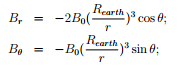 B_r = −2B_0(R_earth/r)^3 cos θ;
B_θ = −B_0(R_earth/r)^3 sin θ;